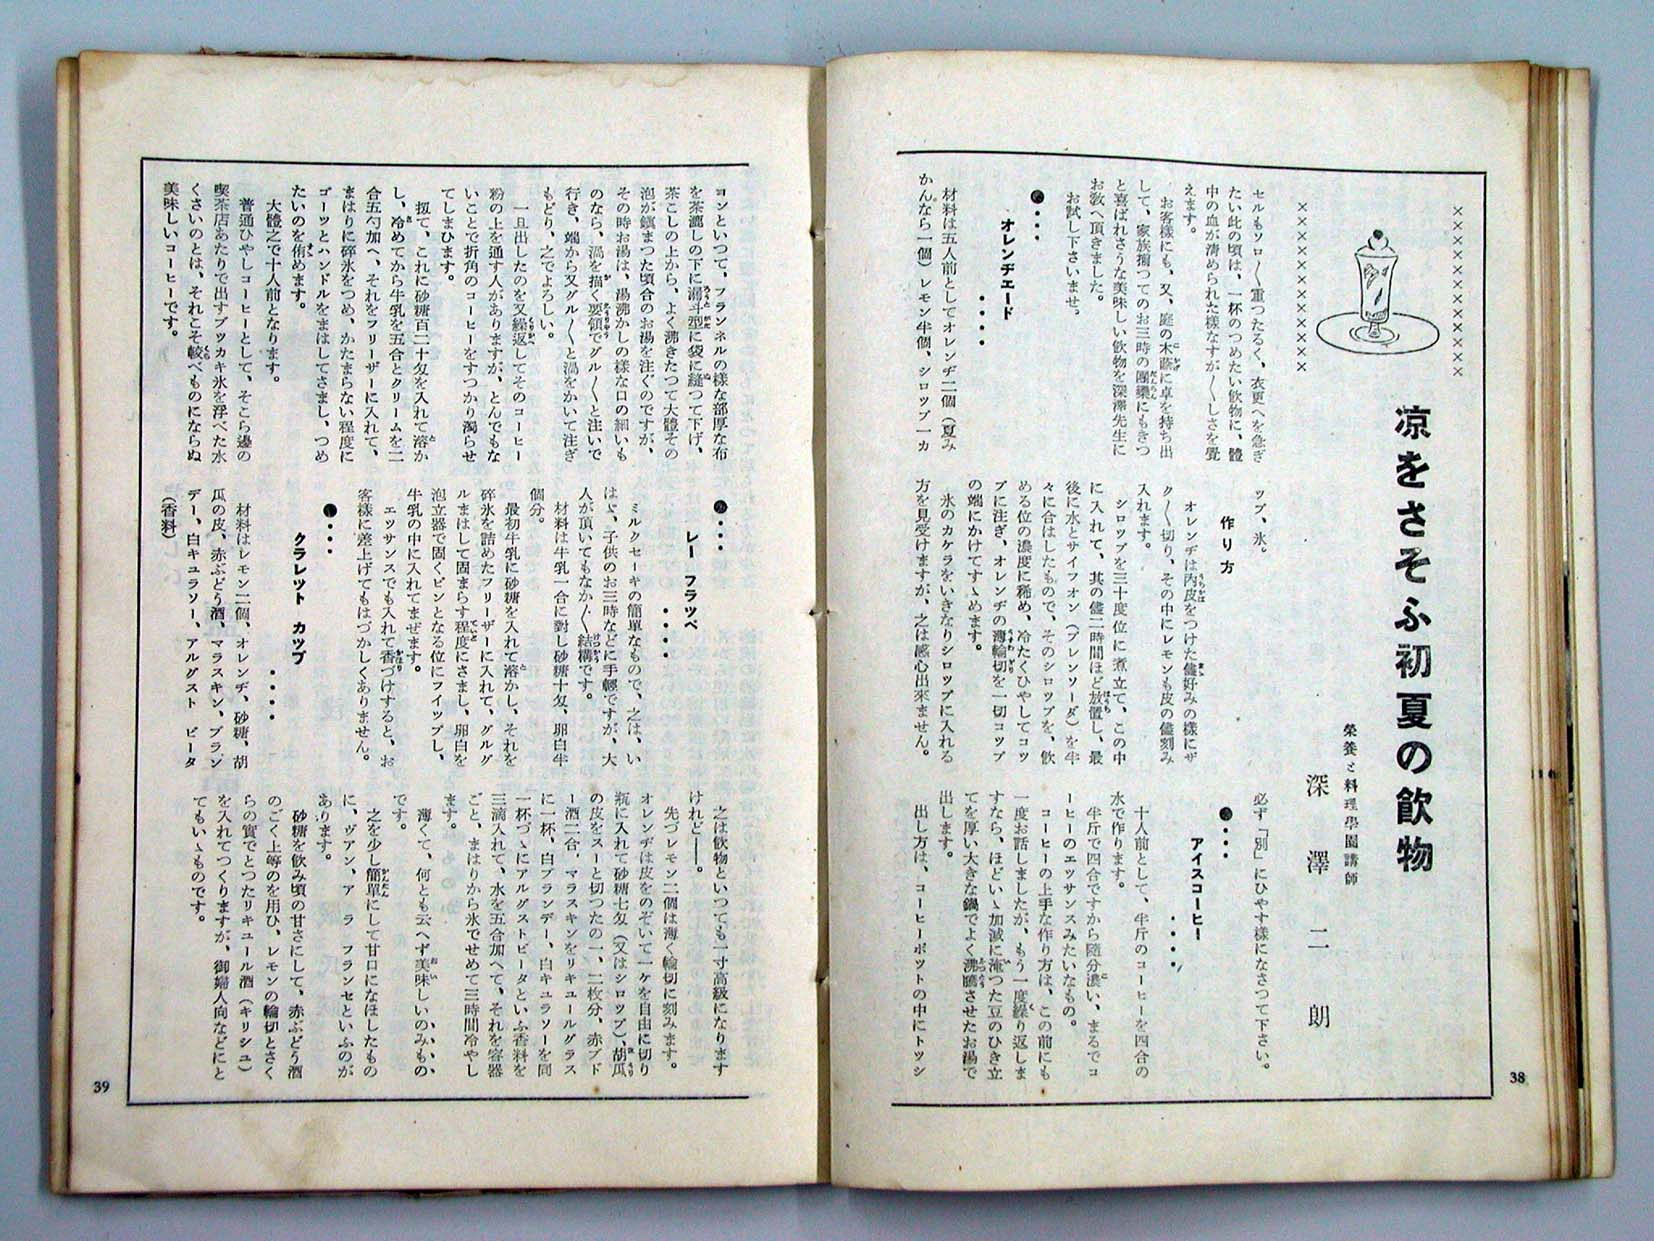 涼をさそふ初夏の飲物
榮養と料理學園講師
深澤二朗
セルもソロ〳〵重つたるく、衣更へを急ぎ
たい此の頃は、一杯のつめたい飲物に、體
中の血が清められた樣なすが〳〵しさを覺
えます。
お客樣にも、又、庭の木蔭に卓を持ち出
して、家族揃つてのお三時の團欒にもきつ
と喜ばれさうな美味しい飲物を深澤先生に
お敎へ頂きました。
お試し下さいませ。
オレンヂエード
材料は五人前としてオレンヂ二個（夏み
かんなら一個）レモン半個、シロツプ一カ
ツプ、氷。
作り方
オレンヂは内皮をつけた儘好みの樣にザ
ク〳〵切り、その中にレモンも皮の儘刻み
入れます。
シロツプを三十度位に煮立て、この中
に入れて、其の儘二時間ほど放置し、最
後に水とサイフオン（プレンソーダ）を半
々に合はしたもので、そのシロツプを、飲
める位の濃度に稀め、冷たくひやしてコツ
プに注ぎ、オレンヂの薄輪切を一切コツプ
の端にかけてすゝめます。
氷のカケラをいきなりシロツプに入れる
方を見受けますが、之は感心出來ません。
必ず「別」にひやす樣になさつて下さい。
アイスコーヒー
十人前として、半斤のコーヒーを四合の
水で作ります。
半斤で四合ですから隨分濃い、まるでコ
ーヒーのエツサンスみたいなもの。
コーヒーの上手な作り方は、この前にも
一度お話しましたが、もう一度繰り返しま
すなら、ほどいゝ加減に淹つた豆のひき立
てを厚い大きな鍋でよく沸騰させたお湯で
出します。
出し方は、コーヒーポツトの中にトツシ
38
ヨンといつて、フランネルの樣な部厚な布
を茶漉しの下に漏斗型に袋に縫つて下げ、
茶こしの上から、よく沸きたつて大體その
泡が鎭まつた頃合のお湯を注ぐのですが、
その時お湯は、湯沸かしの樣な口の細いも
のなら、渦を描く要領でグル〳〵と注いで
行き、端から又グル〳〵と渦をかいて注ぎ
もどり、之でよろしい。
一旦出したのを又繰返してそのコーヒー
粉の上を通す人がありますが、とんでもな
いことで折角のコーヒーをすつかり濁らせ
てしまひます。
扨て、これに砂糖百二十匁を入れて溶か
し、冷めてから牛乳を五合とクリームを二
合五勺加へ、それをフリーザーに入れて、
まはりに碎氷をつめ、かたまらない程度に
ゴーツとハンドルをまはしてさまし、つめ
たいのを侑めます。
大體之で十人前となります。
普通ひやしコーヒーとして、そこら邊の
喫茶店あたりで出すブツカキ氷を浮べた水
くさいのとは、それこそ較べものにならぬ
美味しいコーヒーです。
レー フラツペ
ミルクセーキの簡單なもので、之は、い
はゞ、子供のお三時などに手輕ですが、大
人が頂いてもなか〳〵結構です。
材料は牛乳一合に對し砂糖十匁、卵白半
個分。
最初牛乳に砂糖を入れて溶かし、それを
碎氷を詰めたフリーザーに入れて、グルグ
ルまはして固まらす程度にさまし、卵白を
泡立器で固くピンとなる位にフイツプし、
牛乳の中に入れてまぜます。
エツサンスでも入れて香づけすると、お
客樣に差上げてもはづかしくありません。
クラレツト カツプ
材料はレモン二個、オレンヂ、砂糖、胡
瓜の皮、赤ぶどう酒、マラスキン、ブラン
デー、白キユラソー、アルグスト ビータ
（香料）
之は飲物といつても一寸高級になります
けれど――。
先づレモン二個は薄く輪切に刻みます。
オレンヂは皮をのぞいて一ケを自由に切り
瓶に入れて砂糖七匁（又はシロツプ）、胡瓜
の皮をスーと切つたの一、二枚分、赤ブド
ー酒二合、マラスキンをリキユールグラス
に一杯、白ブランデー、白キユラソーを同
一杯づゝにアルグストビータといふ香料を
三滴入れて、水を五合加へて、それを容器
ごと、まはりから氷でせめて三時間冷やし
ます。
薄くて、何とも云へず美味しいのみもの
です。
之を少し簡單にして甘口になほしたもの
に、ヴアン、ア、ラ フランセといふのが
あります。
砂糖を飲み頃の甘さにして、赤ぶどう酒
のごく上等のを用ひ、レモンの輪切とさく
らの實でとつたリキユール酒（キリシユ）
を入れてつくりますが、御婦人向などにと
てもいゝものです。
39